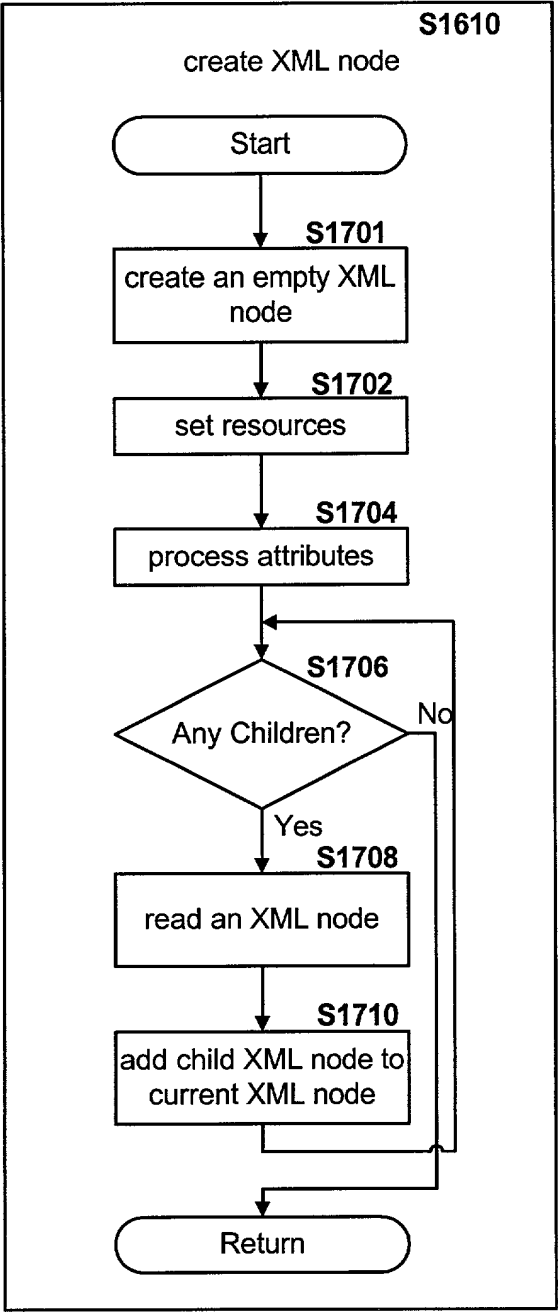 S1610
create XML node
Start
S1701
create an empty XML
node
S1702
set resources
S1704
process attributes
S1706
Any Children?
No
Yes
S1708
read an XML node
S1710
add child XML node to
current XML node
Return